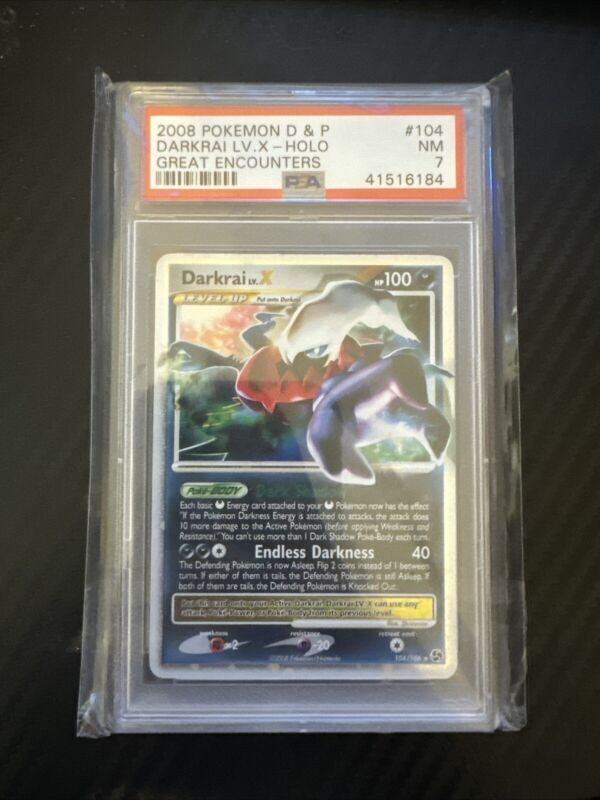 2008 POKEMON D & P #104
DARKRAI LV.X-HOLO NM
GREAT ENCOUNTERS 7
PSA 41516184
Darkrai LV.X HP100
LEVEL-UP Put onto Darkrai
Poké-BODY Dark Shadow
Each basic Energy card attached to your Pokémon now has the effect
"If the Pokémon Darkness Energy is attached to attacks, the attack does
10 more damage to the Active Pokémon (before applying Weakness and
Resistance)." You can't use more than 1 Dark Shadow Poké-Body each turn.
Endless Darkness 40
The Defending Pokémon is now Asleep. Flip 2 coins instead of 1 between
turns. If either of them is tails, the Defending Pokémon is still Asleep. If
both of them are tails, the Defending Pokémon is Knocked Out.
Put this card onto your Active Darkrai. Darkrai LV.X can use any
attack, Poké-Power, or Poké-Body from its previous level.
weakness resistance retreat cost
×2 -20
©2008 Pokémon/Nintendo 104/106